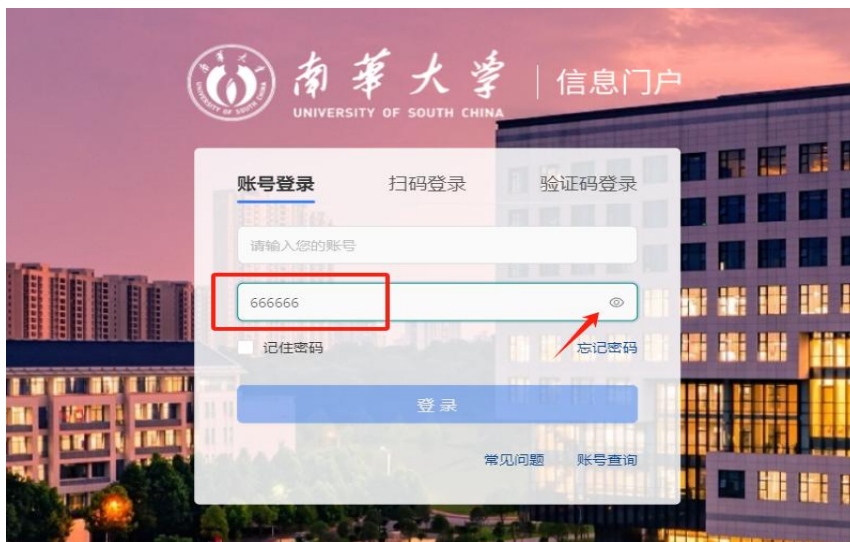 南華大学 信息门户
UNIVERSITY OF SOUTH CHINA
账号登录 扫码登录 验证码登录
请输入您的账号
666666
记住密码 忘记密码
登录
常见问题 账号查询